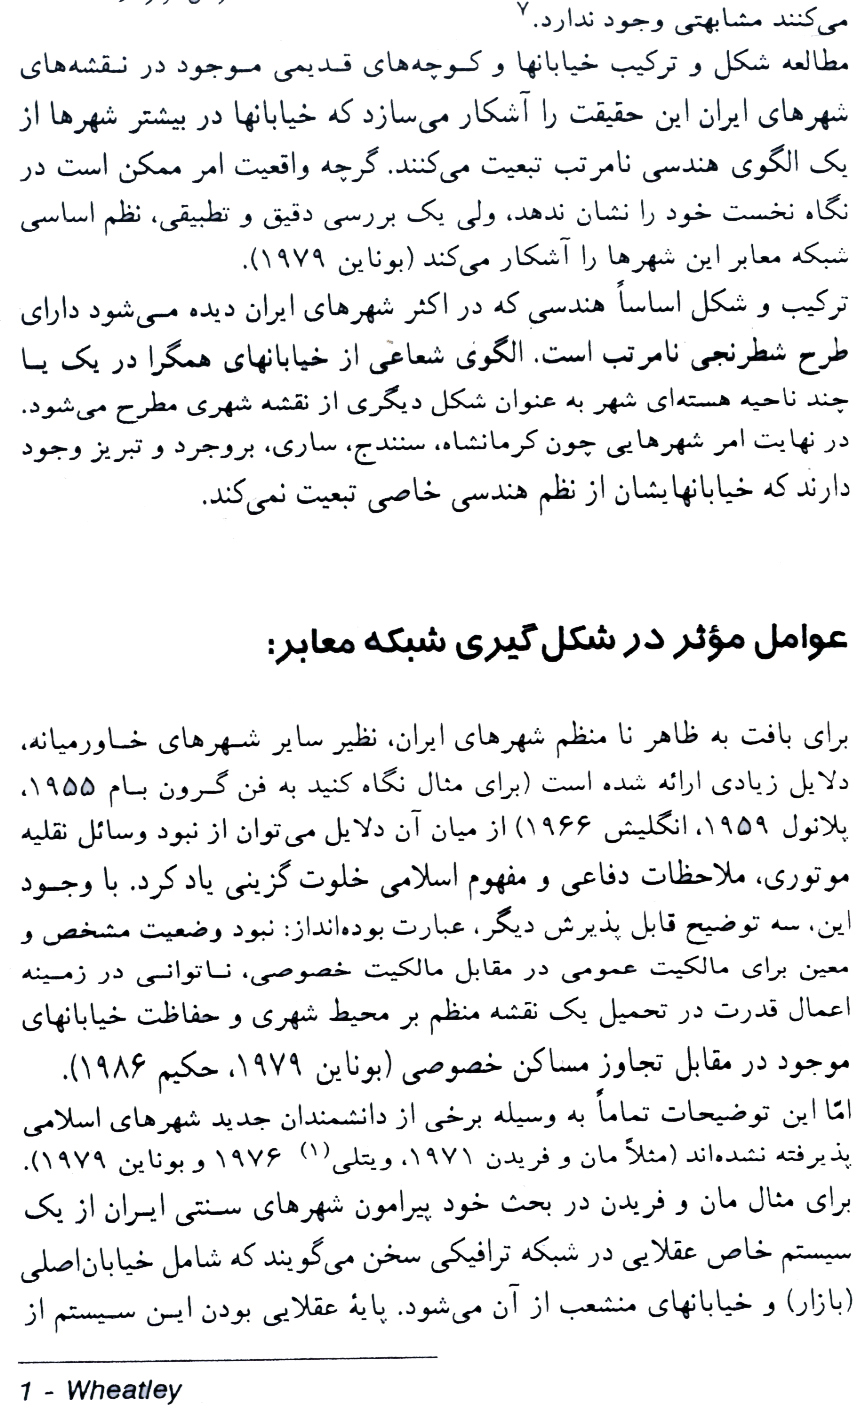 می‌کنند مشابهتی وجود ندارد.۷
مطالعه شکل و ترکیب خیابانها و کوچه‌های قدیمی موجود در نقشه‌های
شهرهای ایران این حقیقت را آشکار می‌سازد که خیابانها در بیشتر شهرها از
یک الگوی هندسی نامرتب تبعیت می‌کنند. گرچه واقعیت امر ممکن است در
نگاه نخست خود را نشان ندهد، ولی یک بررسی دقیق و تطبیقی، نظم اساسی
شبکه معابر این شهرها را آشکار می‌کند (بوناین ۱۹۷۹).
ترکیب و شکل اساساً هندسی که در اکثر شهرهای ایران دیده می‌شود دارای
طرح شطرنجی نامرتب است. الگوی شعاعی از خیابانهای همگرا در یک یا
چند ناحیه هسته‌ای شهر به عنوان شکل دیگری از نقشه شهری مطرح می‌شود.
در نهایت امر شهرهایی چون کرمانشاه، سنندج، ساری، بروجرد و تبریز وجود
دارند که خیابانهایشان از نظم هندسی خاصی تبعیت نمی‌کند.
عوامل مؤثر در شکل‌گیری شبکه معابر:
برای بافت به ظاهر نا منظم شهرهای ایران، نظیر سایر شهرهای خاورمیانه،
دلایل زیادی ارائه شده است (برای مثال نگاه کنید به فن گرون بام ۱۹۵۵،
پلانول ۱۹۵۹، انگلیش ۱۹۶۶) از میان آن دلایل می‌توان از نبود وسائل نقلیه
موتوری، ملاحظات دفاعی و مفهوم اسلامی خلوت گزینی یاد کرد. با وجود
این، سه توضیح قابل پذیرش دیگر، عبارت بوده‌انداز: نبود وضعیت مشخص و
معین برای مالکیت عمومی در مقابل مالکیت خصوصی، ناتوانی در زمینه
اعمال قدرت در تحمیل یک نقشه منظم بر محیط شهری و حفاظت خیابانهای
موجود در مقابل تجاوز مساکن خصوصی (بوناین ۱۹۷۹، حکیم ۱۹۸۶).
امّا این توضیحات تماماً به وسیله برخی از دانشمندان جدید شهرهای اسلامی
پذیرفته نشده‌اند (مثلاً مان و فریدن ۱۹۷۱، ویتلی(۱) ۱۹۷۶ و بوناین ۱۹۷۹).
برای مثال مان و فریدن در بحث خود پیرامون شهرهای سنتی ایران از یک
سیستم خاص عقلایی در شبکه ترافیکی سخن می‌گویند که شامل خیابان‌اصلی
(بازار) و خیابانهای منشعب از آن می‌شود. پایهٔ عقلایی بودن این سیستم از
1 - Wheatley